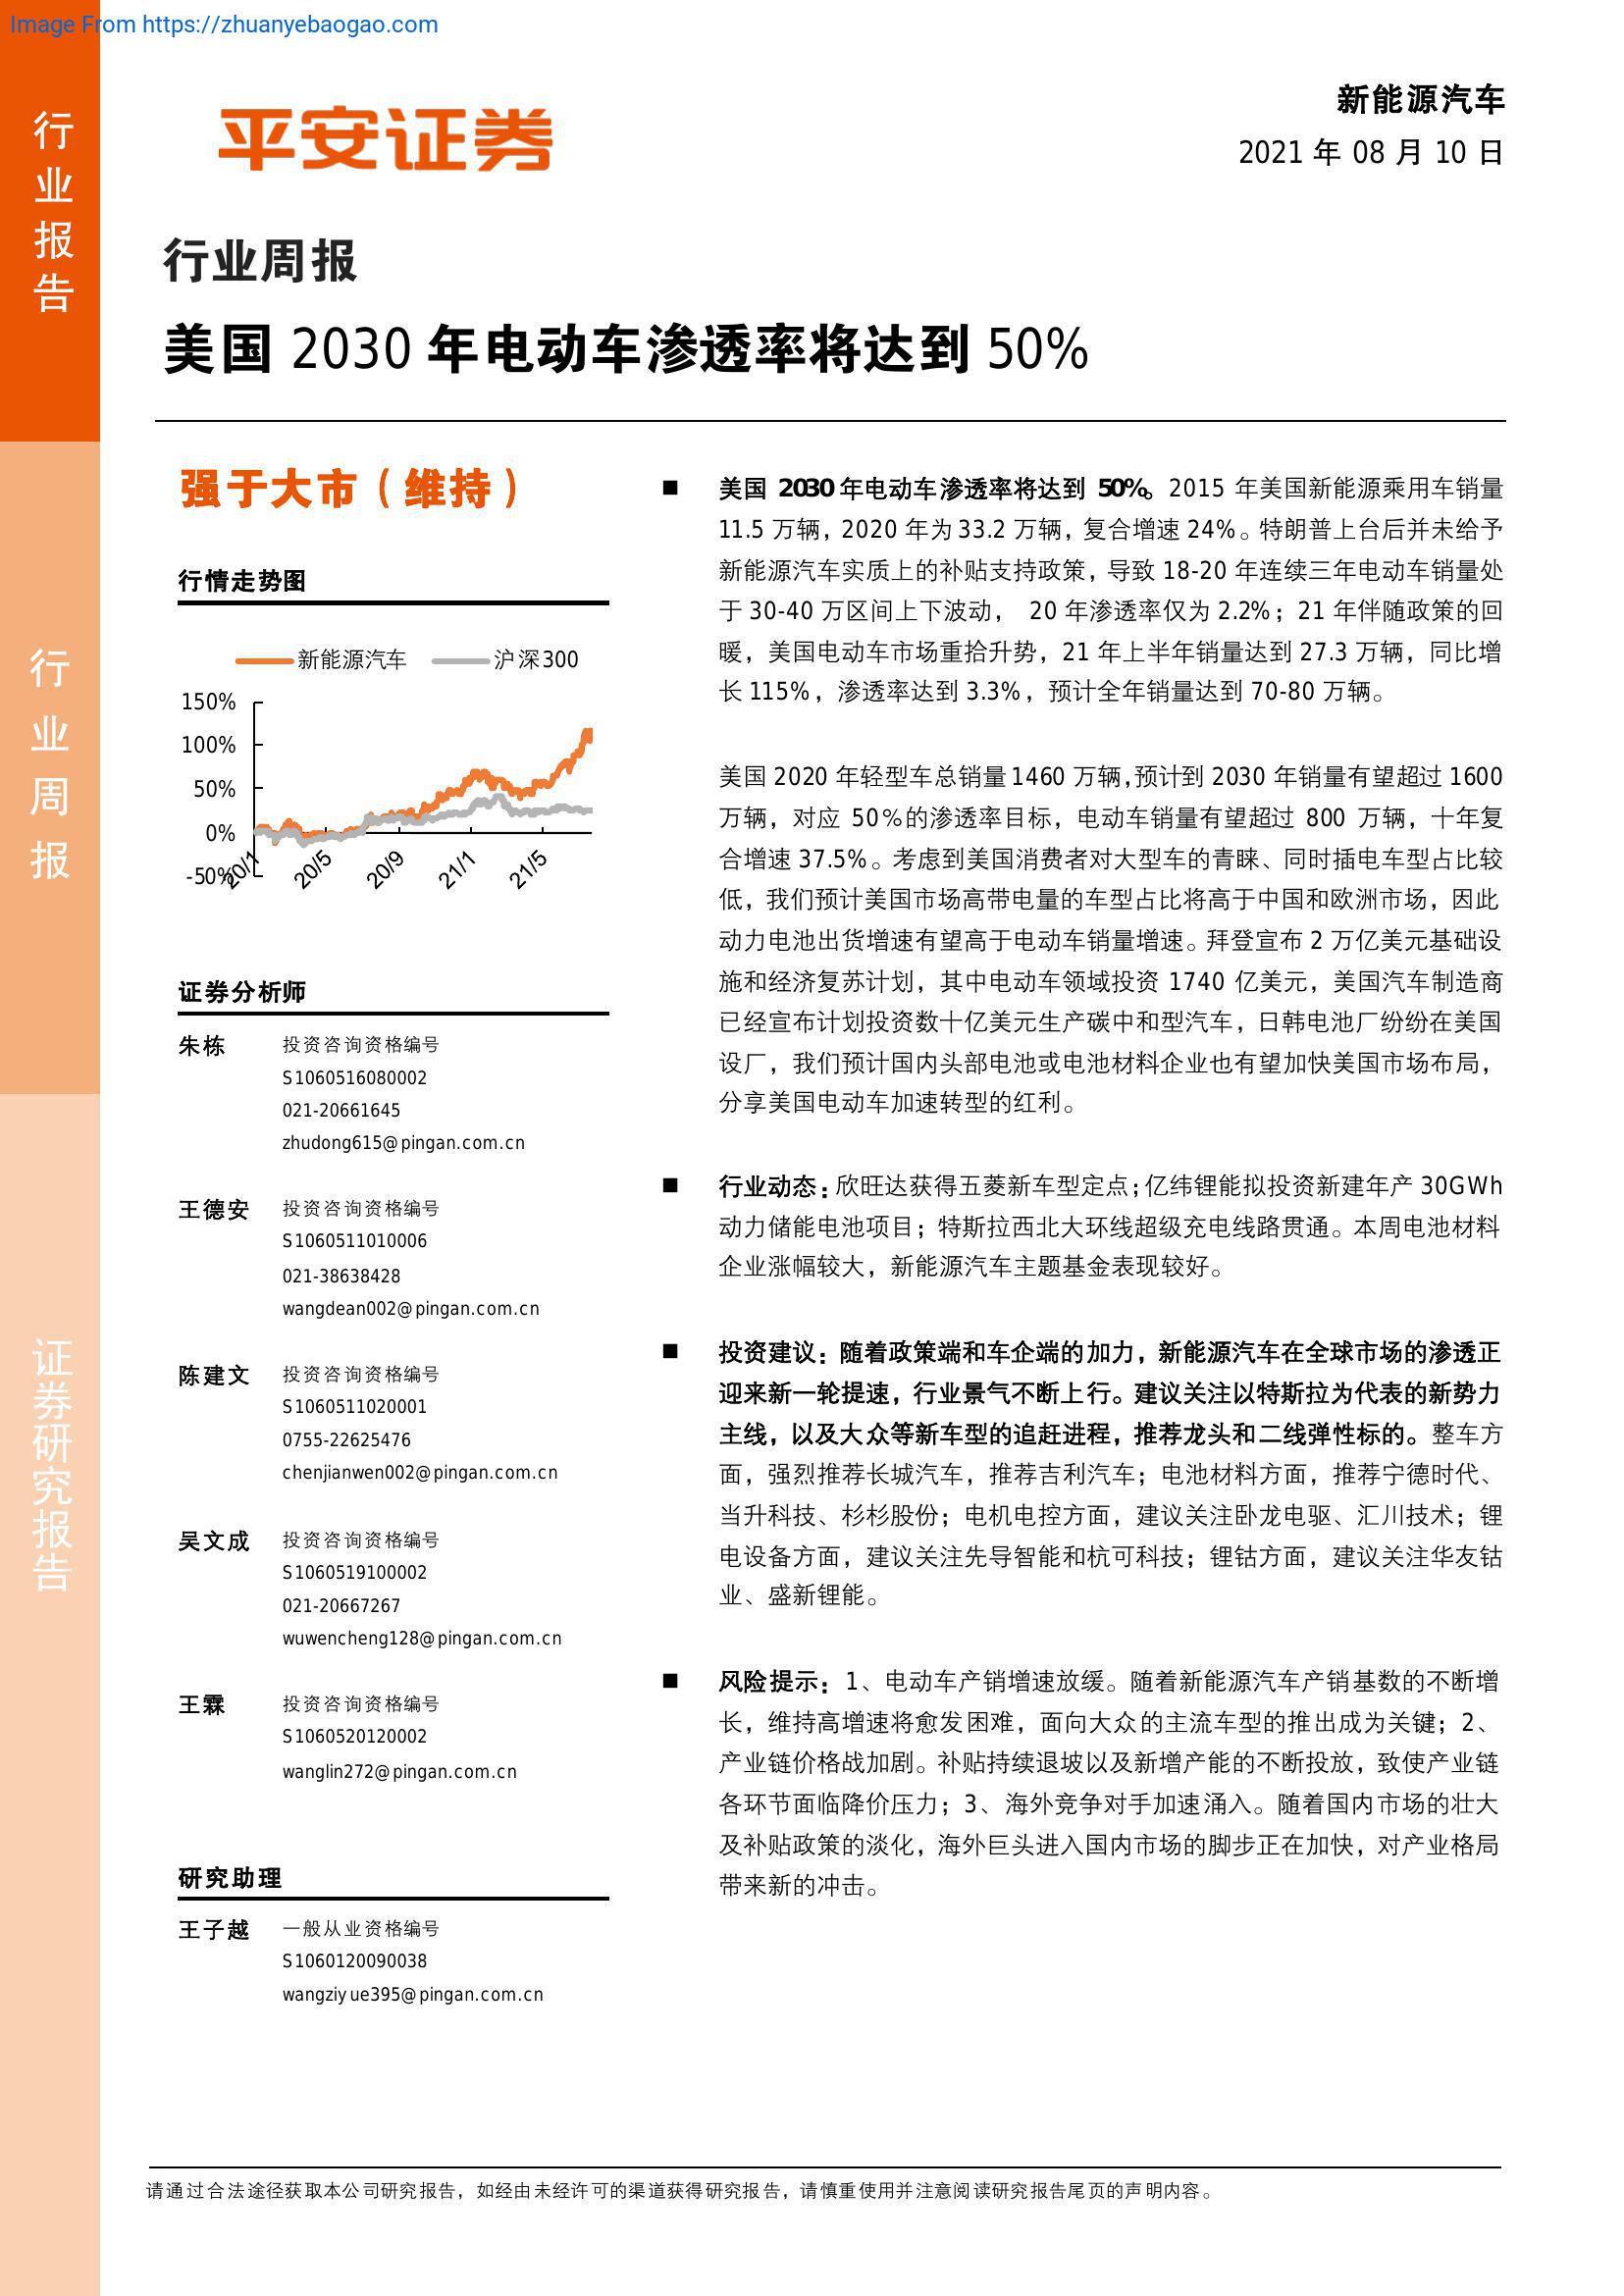 Image From https://zhuanyebaogao.com
行业报告
行业周报
证券研究报告
平安证券
新能源汽车
2021 年 08 月 10 日
行业周报
美国 2030 年电动车渗透率将达到 50%
强于大市（维持）
行情走势图
新能源汽车 沪深300
150%
100%
50%
0%
-50%
20/1 20/5 20/9 21/1 21/5
证券分析师
朱栋 投资咨询资格编号
S1060516080002
021-20661645
zhudong615@pingan.com.cn
王德安 投资咨询资格编号
S1060511010006
021-38638428
wangdean002@pingan.com.cn
陈建文 投资咨询资格编号
S1060511020001
0755-22625476
chenjianwen002@pingan.com.cn
吴文成 投资咨询资格编号
S1060519100002
021-20667267
wuwencheng128@pingan.com.cn
王霖 投资咨询资格编号
S1060520120002
wanglin272@pingan.com.cn
研究助理
王子越 一般从业资格编号
S1060120090038
wangziyue395@pingan.com.cn
■ 美国 2030 年电动车渗透率将达到 50%。2015 年美国新能源乘用车销量
11.5 万辆，2020 年为 33.2 万辆，复合增速 24%。特朗普上台后并未给予
新能源汽车实质上的补贴支持政策，导致 18-20 年连续三年电动车销量处
于 30-40 万区间上下波动， 20 年渗透率仅为 2.2%；21 年伴随政策的回
暖，美国电动车市场重拾升势，21 年上半年销量达到 27.3 万辆，同比增
长 115%，渗透率达到 3.3%，预计全年销量达到 70-80 万辆。
美国 2020 年轻型车总销量 1460 万辆,预计到 2030 年销量有望超过 1600
万辆，对应 50%的渗透率目标，电动车销量有望超过 800 万辆，十年复
合增速 37.5%。考虑到美国消费者对大型车的青睐、同时插电车型占比较
低，我们预计美国市场高带电量的车型占比将高于中国和欧洲市场，因此
动力电池出货增速有望高于电动车销量增速。拜登宣布 2 万亿美元基础设
施和经济复苏计划，其中电动车领域投资 1740 亿美元，美国汽车制造商
已经宣布计划投资数十亿美元生产碳中和型汽车，日韩电池厂纷纷在美国
设厂，我们预计国内头部电池或电池材料企业也有望加快美国市场布局，
分享美国电动车加速转型的红利。
■ 行业动态：欣旺达获得五菱新车型定点；亿纬锂能拟投资新建年产 30GWh
动力储能电池项目；特斯拉西北大环线超级充电线路贯通。本周电池材料
企业涨幅较大，新能源汽车主题基金表现较好。
■ 投资建议：随着政策端和车企端的加力，新能源汽车在全球市场的渗透正
迎来新一轮提速，行业景气不断上行。建议关注以特斯拉为代表的新势力
主线，以及大众等新车型的追赶进程，推荐龙头和二线弹性标的。整车方
面，强烈推荐长城汽车，推荐吉利汽车；电池材料方面，推荐宁德时代、
当升科技、杉杉股份；电机电控方面，建议关注卧龙电驱、汇川技术；锂
电设备方面，建议关注先导智能和杭可科技；锂钴方面，建议关注华友钴
业、盛新锂能。
■ 风险提示：1、电动车产销增速放缓。随着新能源汽车产销基数的不断增
长，维持高增速将愈发困难，面向大众的主流车型的推出成为关键；2、
产业链价格战加剧。补贴持续退坡以及新增产能的不断投放，致使产业链
各环节面临降价压力；3、海外竞争对手加速涌入。随着国内市场的壮大
及补贴政策的淡化，海外巨头进入国内市场的脚步正在加快，对产业格局
带来新的冲击。
请通过合法途径获取本公司研究报告，如经由未经许可的渠道获得研究报告，请慎重使用并注意阅读研究报告尾页的声明内容。